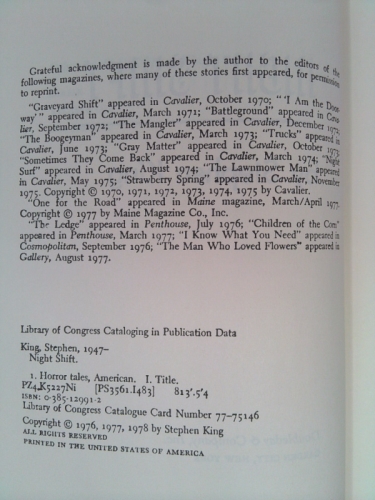 Grateful acknowledgment is made by the author to the editors of the
following magazines, where many of these stories first appeared, for permission
to reprint.
"Graveyard Shift" appeared in Cavalier, October 1970; "'I Am the Door-
way'" appeared in Cavalier, March 1971; "Battleground" appeared in Cava-
lier, September 1972; "The Mangler" appeared in Cavalier, December 1972;
"The Boogeyman" appeared in Cavalier, March 1973; "Trucks" appeared in
Cavalier, June 1973; "Gray Matter" appeared in Cavalier, October 1973;
"Sometimes They Come Back" appeared in Cavalier, March 1974; "Night
Surf" appeared in Cavalier, August 1974; "The Lawnmower Man" appeared
in Cavalier, May 1975; "Strawberry Spring" appeared in Cavalier, November
1975. Copyright © 1970, 1971, 1972, 1973, 1974, 1975 by Cavalier.
"One for the Road" appeared in Maine magazine, March/April 1977.
Copyright © 1977 by Maine Magazine Co., Inc.
"The Ledge" appeared in Penthouse, July 1976; "Children of the Corn"
appeared in Penthouse, March 1977; "I Know What You Need" appeared in
Cosmopolitan, September 1976; "The Man Who Loved Flowers" appeared in
Gallery, August 1977.
Library of Congress Cataloging in Publication Data
King, Stephen, 1947–
Night Shift.
1. Horror tales, American. I. Title.
PZ4.K5227Ni [PS3561.I483] 813'.5'4
ISBN: 0-385-12991-2
Library of Congress Catalogue Card Number 77–75146
Copyright © 1976, 1977, 1978 by Stephen King
ALL RIGHTS RESERVED
PRINTED IN THE UNITED STATES OF AMERICA